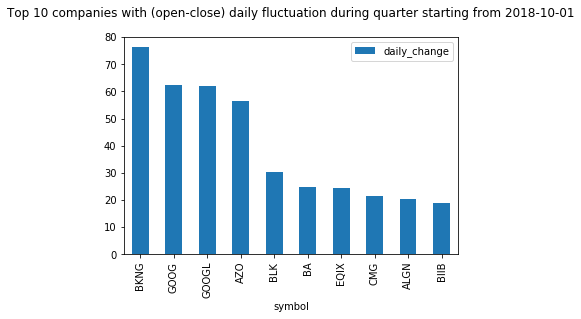 Top 10 companies with (open-close) daily fluctuation during quarter starting from 2018-10-01
daily_change
80
70
60
50
40
30
20
10
0
BKNG
GOOG
GOOGL
AZO
BLK
BA
EQIX
CMG
ALGN
BIIB
symbol